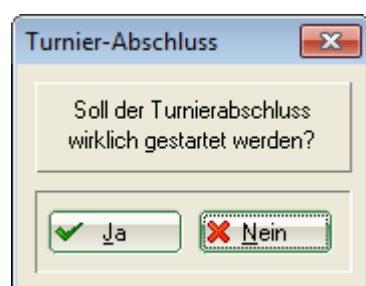 Turnier-Abschluss
Soll der Turnierabschluss
wirklich gestartet werden?
Ja
Nein